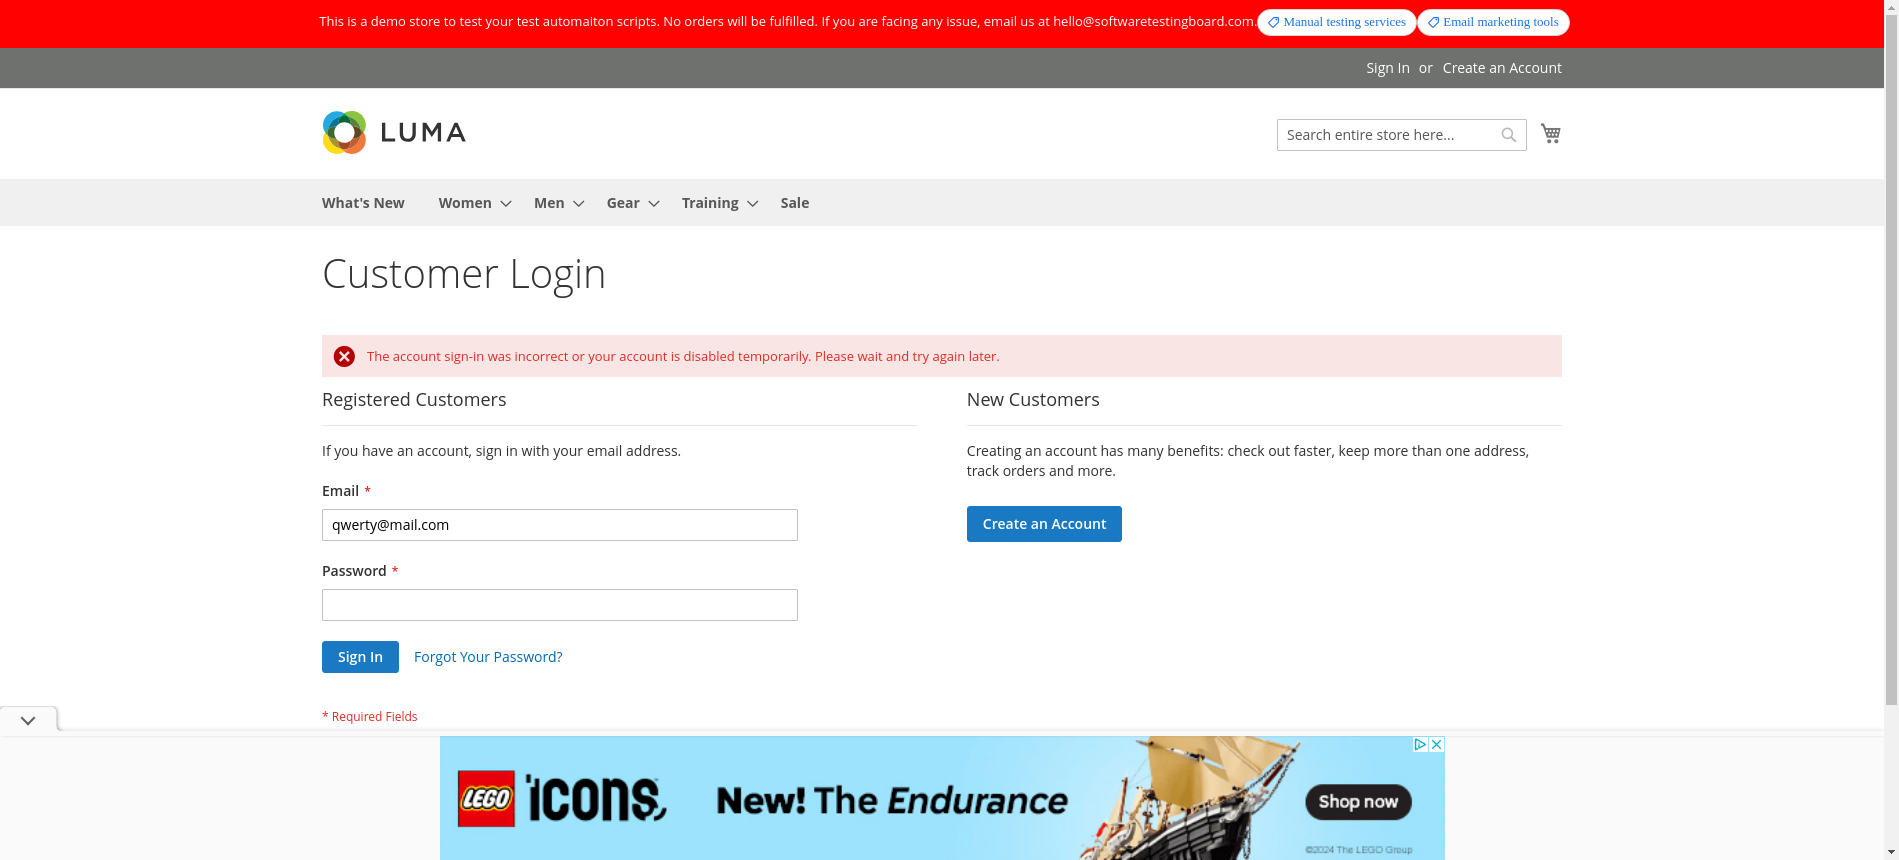 This is a demo store to test your test automaiton scripts. No orders will be fulfilled. If you are facing any issue, email us at hello@softwaretestingboard.com. Manual testing services Email marketing tools
Sign In or Create an Account
LUMA
Search entire store here...
What's New Women Men Gear Training Sale
Customer Login
The account sign-in was incorrect or your account is disabled temporarily. Please wait and try again later.
Registered Customers
If you have an account, sign in with your email address.
Email *
qwerty@mail.com
Password *
Sign In Forgot Your Password?
* Required Fields
New Customers
Creating an account has many benefits: check out faster, keep more than one address,
track orders and more.
Create an Account
LEGO icons New! The Endurance Shop now
©2024 The LEGO Group